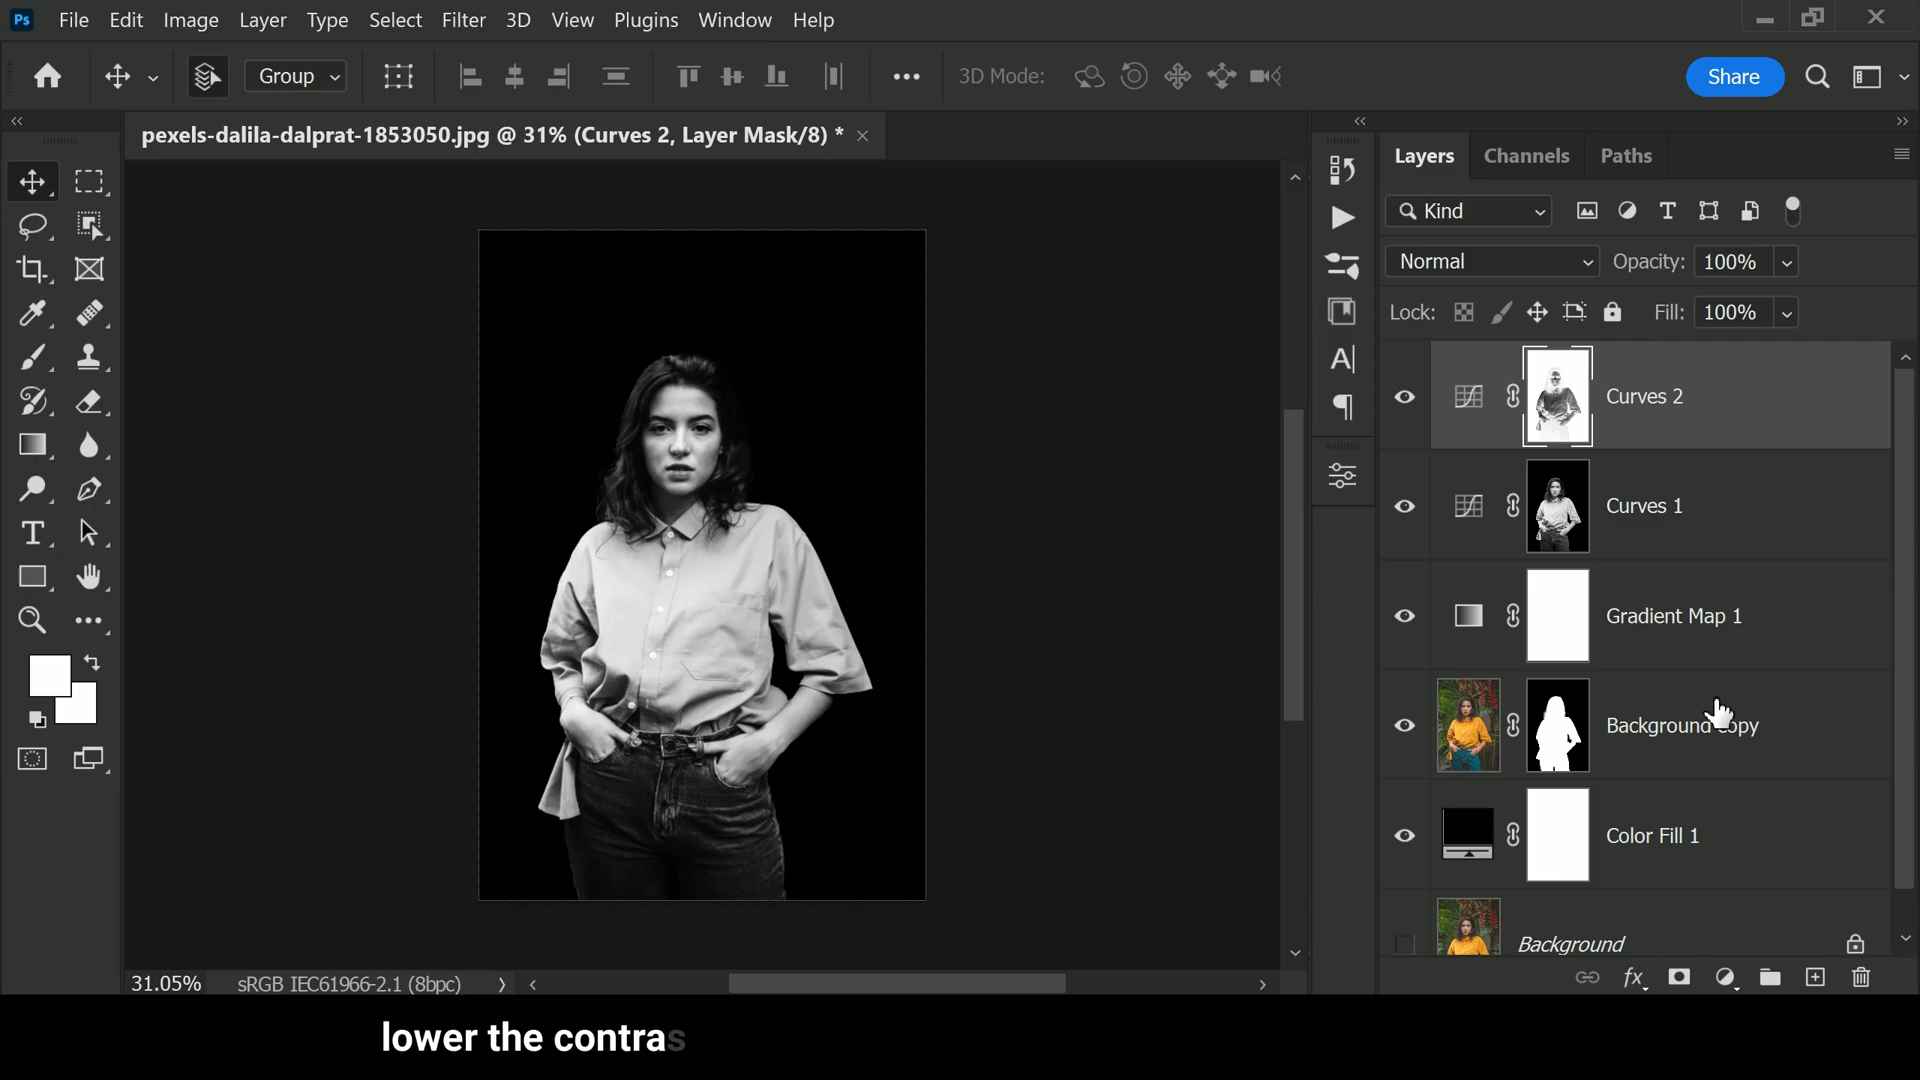 Ps File Edit Image Layer Type Select Filter 3D View Plugins Window Help
Group 3D Mode: Share
pexels-dalila-dalprat-1853050.jpg @ 31% (Curves 2, Layer Mask/8) *
Layers Channels Paths
Kind
Normal Opacity: 100%
Lock: Fill: 100%
Curves 2
Curves 1
Gradient Map 1
Background copy
Color Fill 1
Background
31.05% sRGB IEC61966-2.1 (8bpc)
lower the contras